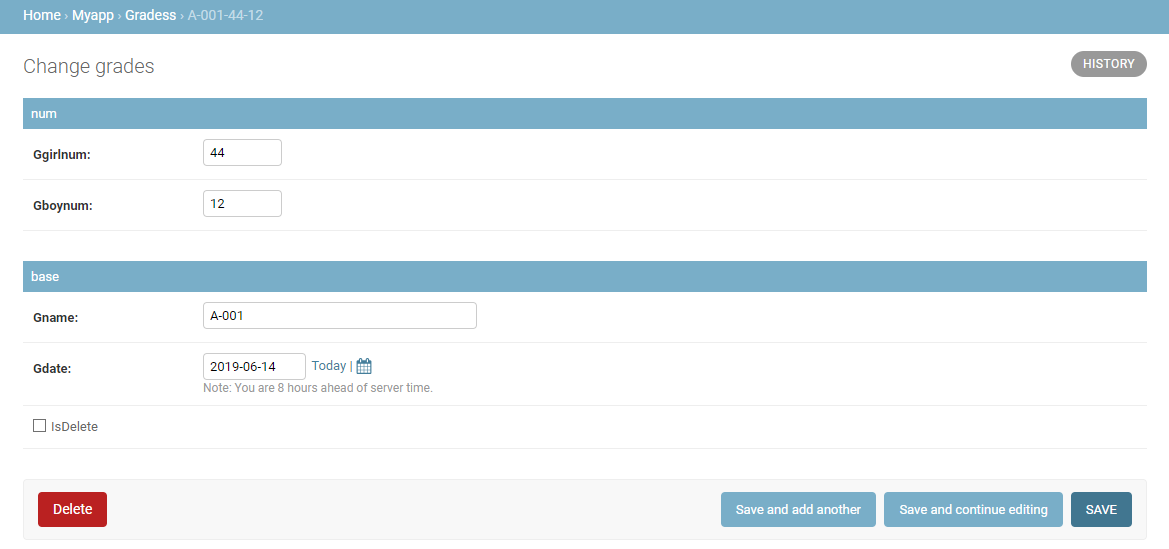 Home › Myapp › Gradess › A-001-44-12
Change grades
HISTORY
num
Ggirlnum:
44
Gboynum:
12
base
Gname:
A-001
Gdate:
2019-06-14 Today |
Note: You are 8 hours ahead of server time.
IsDelete
Delete
Save and add another
Save and continue editing
SAVE